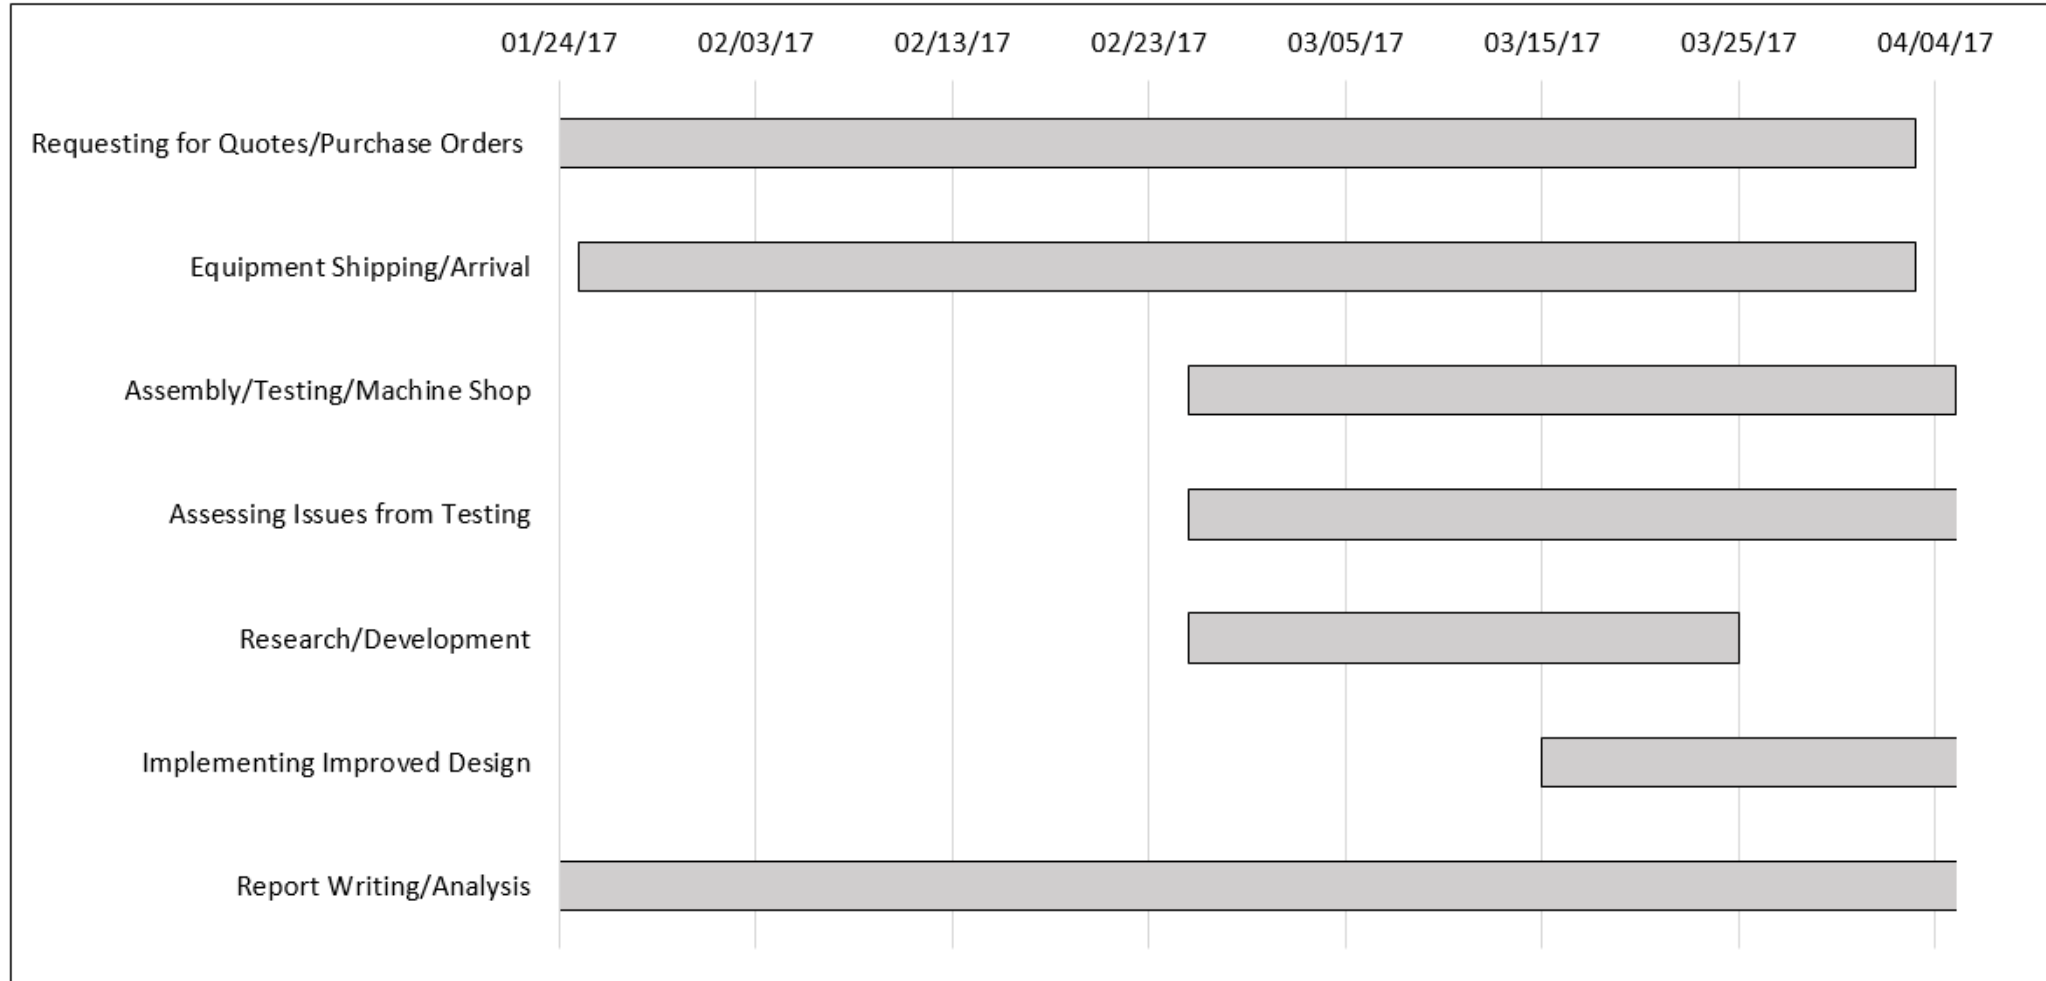 01/24/17 02/03/17 02/13/17 02/23/17 03/05/17 03/15/17 03/25/17 04/04/17
Requesting for Quotes/Purchase Orders
Equipment Shipping/Arrival
Assembly/Testing/Machine Shop
Assessing Issues from Testing
Research/Development
Implementing Improved Design
Report Writing/Analysis